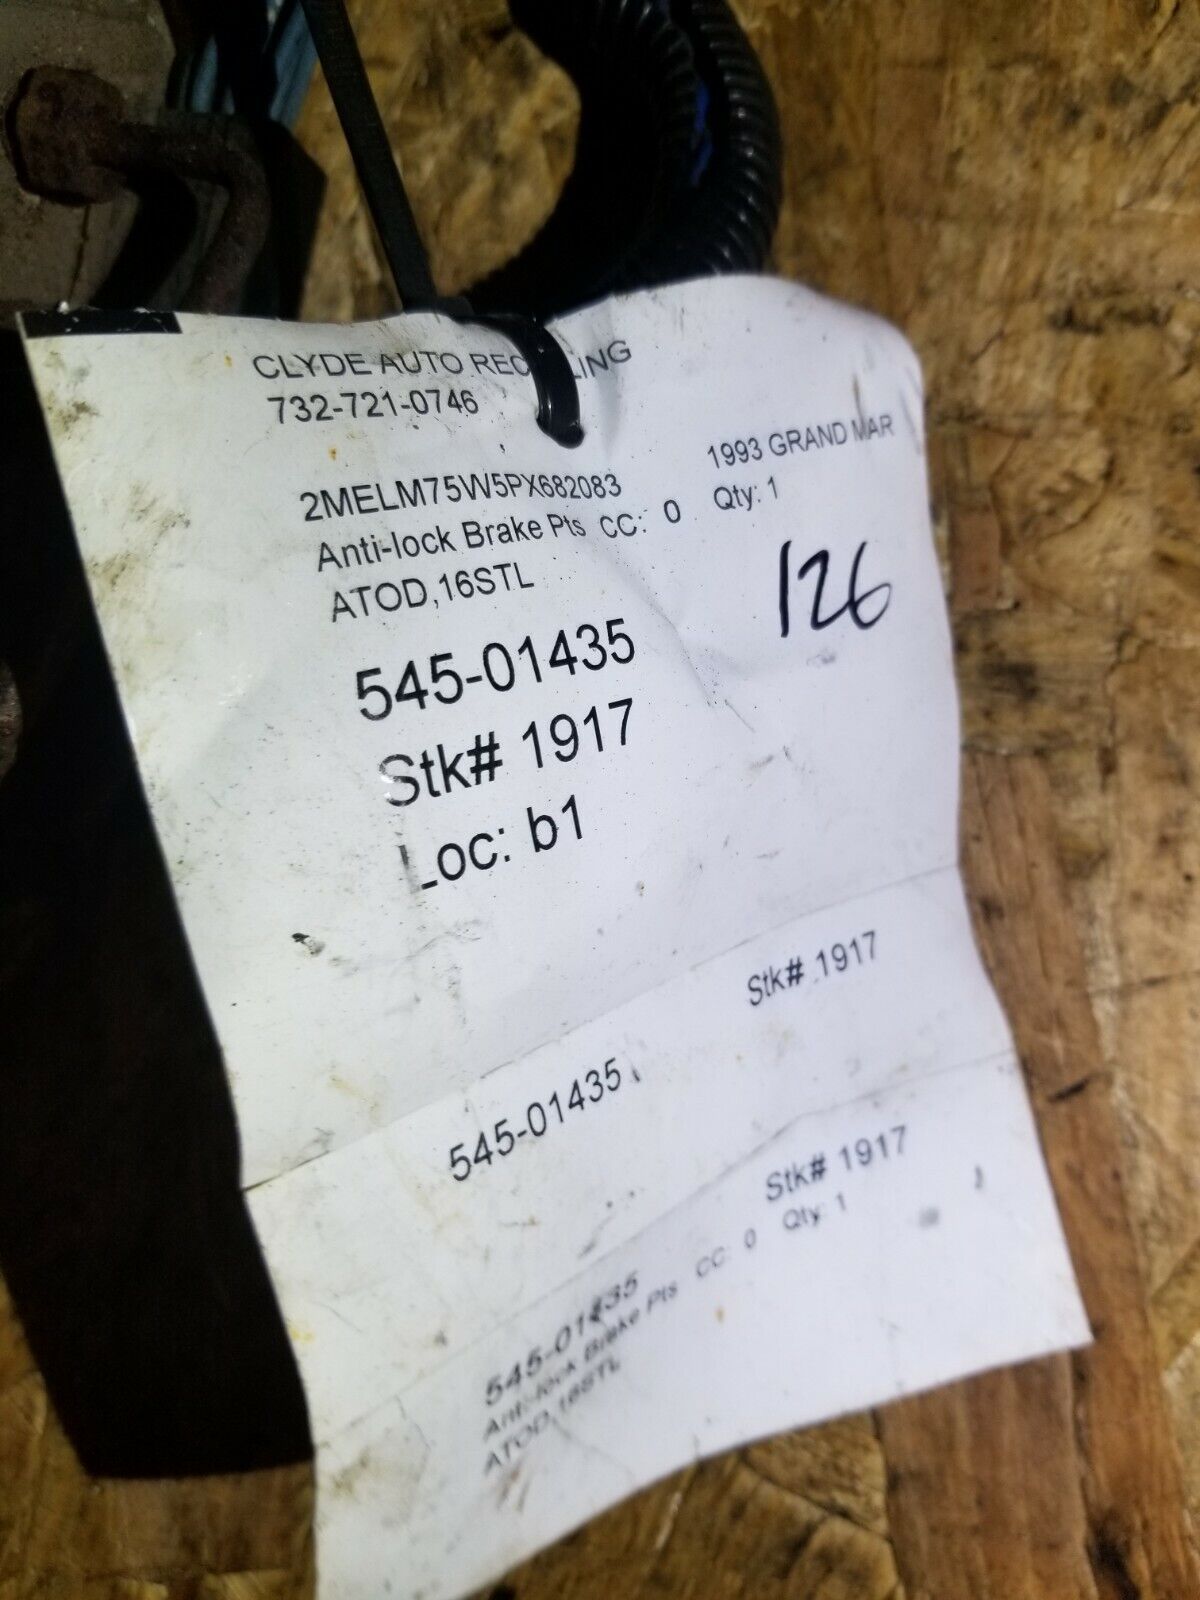 CLYDE AUTO REC LING
732-721-0746
2MELM75W5PX682083 1993 GRAND MAR
Anti-lock Brake Pts CC: 0 Qty: 1
ATOD,16STL
126
545-01435
Stk# 1917
Loc: b1
545-01435 Stk# 1917
545-01435 Stk# 1917
Anti-lock Brake Pts CC: 0 Qty: 1
ATOD,16STL